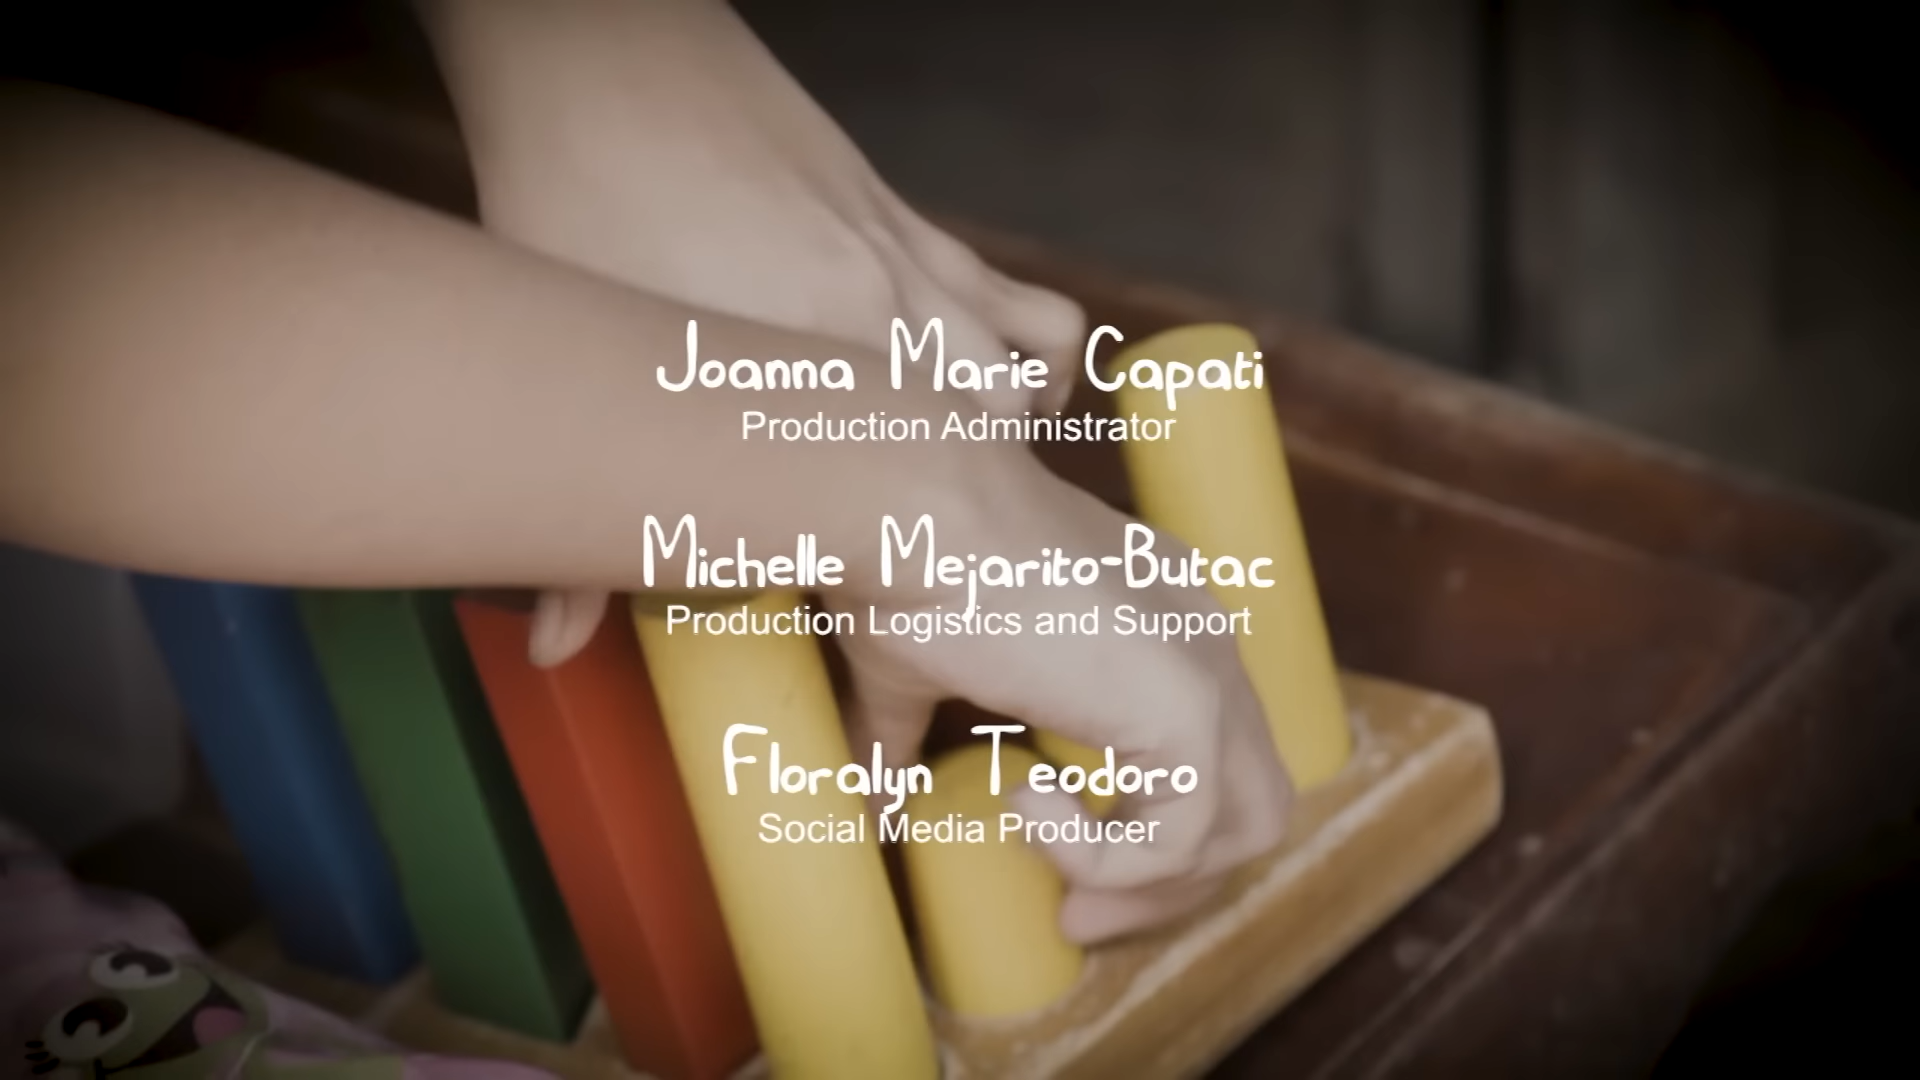 Joanna Marie Capati
Production Administrator
Michelle Mejarito-Butac
Production Logistics and Support
Floralyn Teodoro
Social Media Producer